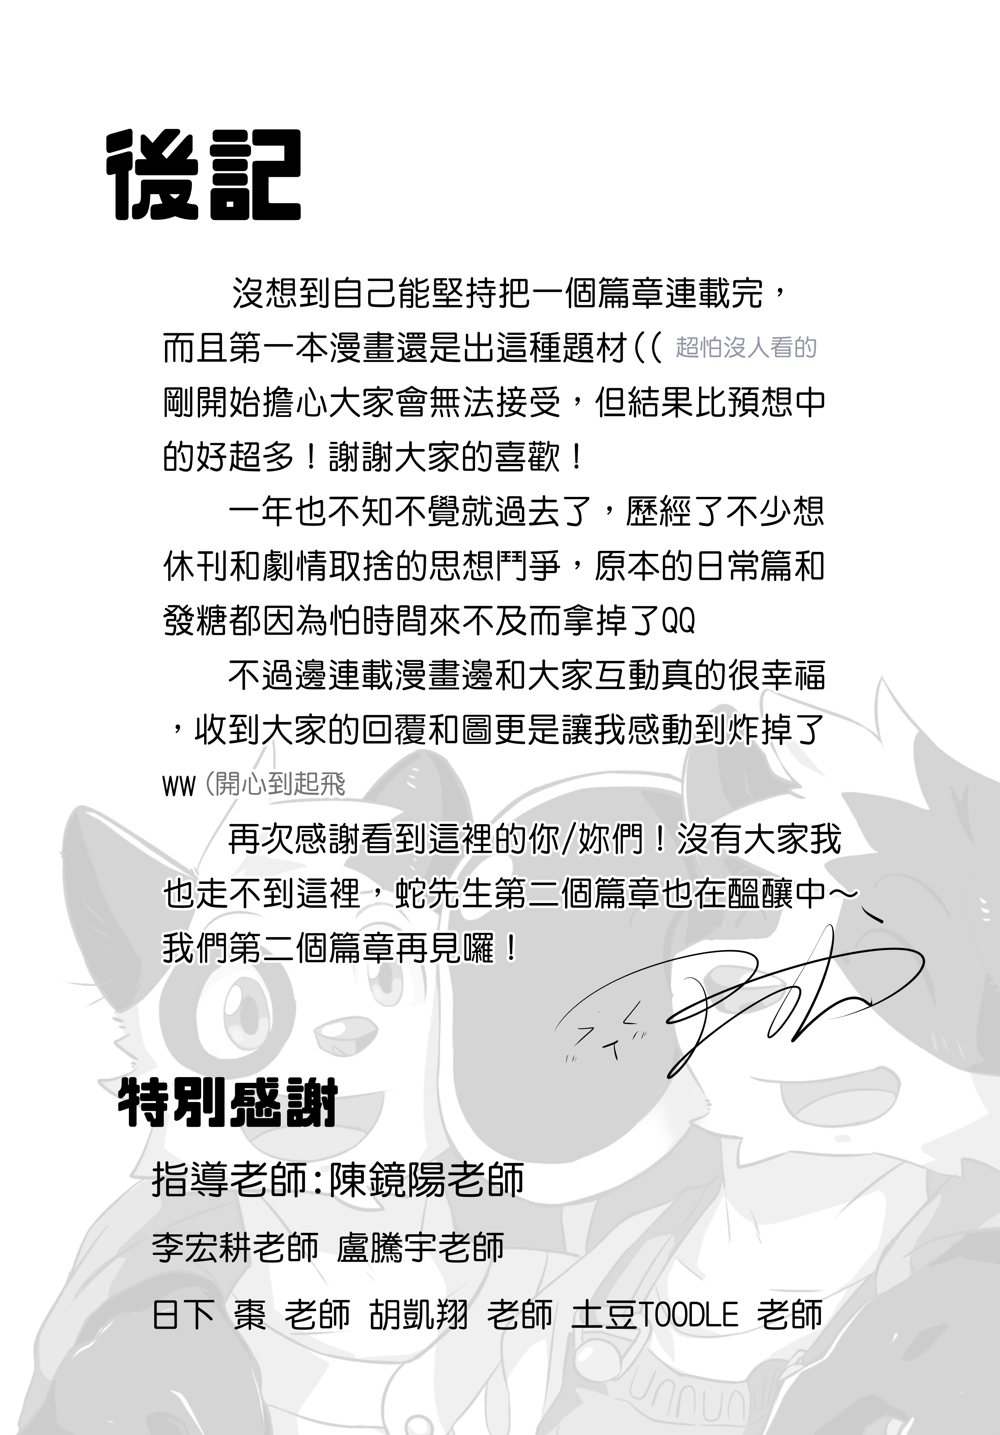 後記
沒想到自己能堅持把一個篇章連載完，
而且第一本漫畫還是出這種題材(( 超怕沒人看的
剛開始擔心大家會無法接受，但結果比預想中
的好超多！謝謝大家的喜歡！
一年也不知不覺就過去了，歷經了不少想
休刊和劇情取捨的思想鬥爭，原本的日常篇和
發糖都因為怕時間來不及而拿掉了QQ
不過邊連載漫畫邊和大家互動真的很幸福
，收到大家的回覆和圖更是讓我感動到炸掉了
ww (開心到起飛
再次感謝看到這裡的你/妳們！沒有大家我
也走不到這裡，蛇先生第二個篇章也在醞釀中～
我們第二個篇章再見囉！
特別感謝
指導老師:陳鏡陽老師
李宏耕老師 盧騰宇老師
日下 棗 老師 胡凱翔 老師 土豆TOODLE 老師